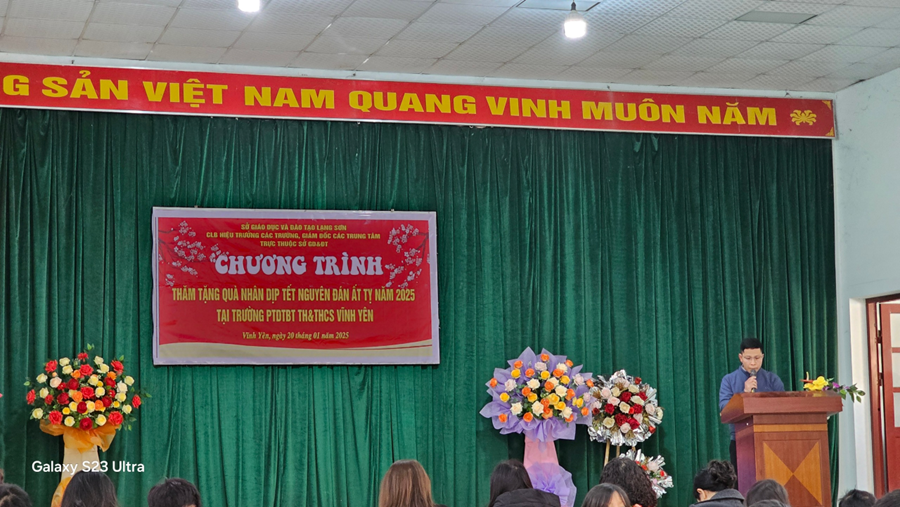 G SẢN VIỆT NAM QUANG VINH MUÔN NĂM
SỞ GIÁO DỤC VÀ ĐÀO TẠO LẠNG SƠN
CLB HIỆU TRƯỞNG CÁC TRƯỜNG, GIÁM ĐỐC CÁC TRUNG TÂM
TRỰC THUỘC SỞ GD&ĐT
CHƯƠNG TRÌNH
THĂM TẶNG QUÀ NHÂN DỊP TẾT NGUYÊN ĐÁN ẤT TỴ NĂM 2025
TẠI TRƯỜNG PTDTBT TH&THCS VĨNH YÊN
Vĩnh Yên, ngày 20 tháng 01 năm 2025
Galaxy S23 Ultra